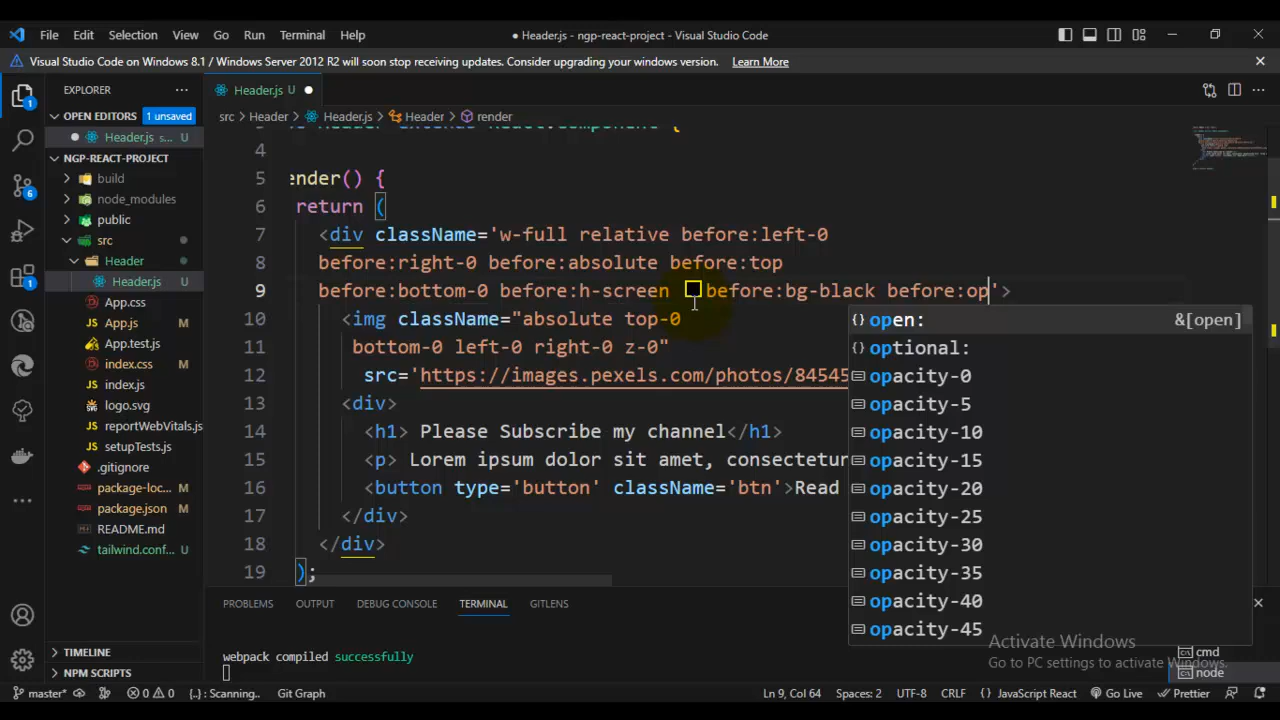 File Edit Selection View Go Run Terminal Help
● Header.js - ngp-react-project - Visual Studio Code
Visual Studio Code on Windows 8.1 / Windows Server 2012 R2 will soon stop receiving updates. Consider upgrading your windows version. Learn More
EXPLORER
OPEN EDITORS 1 unsaved
Header.js s... U
NGP-REACT-PROJECT
build
node_modules
public
src
Header
Header.js U
App.css
App.js M
App.test.js
index.css M
index.js
logo.svg
reportWebVitals.js
setupTests.js
.gitignore
package-loc... M
package.json M
README.md
tailwind.conf... U
TIMELINE
NPM SCRIPTS
Header.js U
src > Header > Header.js > Header > render
4
5 ender() {
6 return (
7 <div className='w-full relative before:left-0
8 before:right-0 before:absolute before:top
9 before:bottom-0 before:h-screen before:bg-black before:op'>
10 <img className="absolute top-0
11 bottom-0 left-0 right-0 z-0"
12 src='https://images.pexels.com/photos/84545
13 <div>
14 <h1> Please Subscribe my channel</h1>
15 <p> Lorem ipsum dolor sit amet, consectetur
16 <button type='button' className='btn'>Read
17 </div>
18 </div>
19 );
open: &[open]
optional:
opacity-0
opacity-5
opacity-10
opacity-15
opacity-20
opacity-25
opacity-30
opacity-35
opacity-40
opacity-45
PROBLEMS OUTPUT DEBUG CONSOLE TERMINAL GITLENS
webpack compiled successfully
cmd
node
Activate Windows
Go to PC settings to activate Windows.
master* 0 0 {..} : Scanning.. Git Graph
Ln 9, Col 64 Spaces: 2 UTF-8 CRLF {} JavaScript React Go Live Prettier